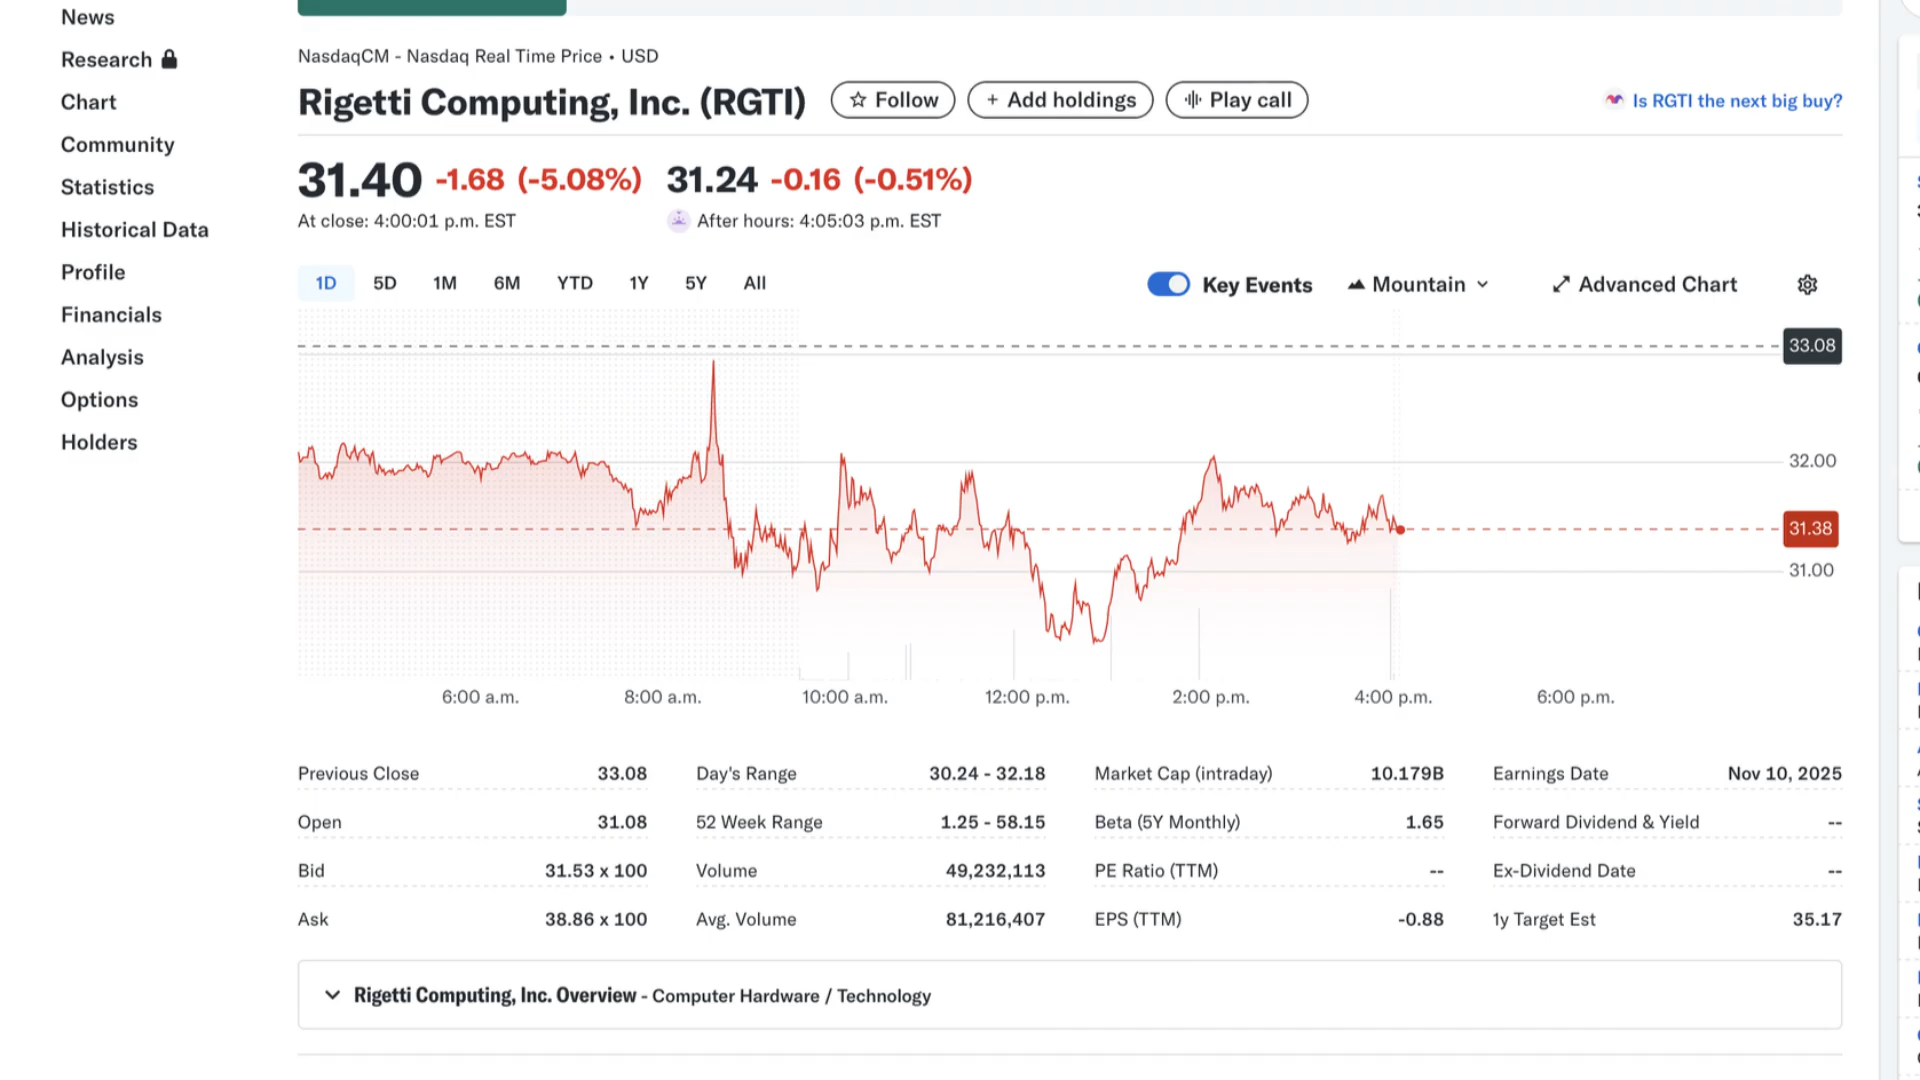 News
Research
Chart
Community
Statistics
Historical Data
Profile
Financials
Analysis
Options
Holders
NasdaqCM - Nasdaq Real Time Price • USD
Rigetti Computing, Inc. (RGTI)
Follow
+ Add holdings
Play call
Is RGTI the next big buy?
31.40 -1.68 (-5.08%) 31.24 -0.16 (-0.51%)
At close: 4:00:01 p.m. EST
After hours: 4:05:03 p.m. EST
1D 5D 1M 6M YTD 1Y 5Y All
Key Events
Mountain
Advanced Chart
33.08
32.00
31.38
31.00
6:00 a.m. 8:00 a.m. 10:00 a.m. 12:00 p.m. 2:00 p.m. 4:00 p.m. 6:00 p.m.
Previous Close 33.08 Day's Range 30.24 - 32.18 Market Cap (intraday) 10.179B Earnings Date Nov 10, 2025
Open 31.08 52 Week Range 1.25 - 58.15 Beta (5Y Monthly) 1.65 Forward Dividend & Yield --
Bid 31.53 x 100 Volume 49,232,113 PE Ratio (TTM) -- Ex-Dividend Date --
Ask 38.86 x 100 Avg. Volume 81,216,407 EPS (TTM) -0.88 1y Target Est 35.17
Rigetti Computing, Inc. Overview - Computer Hardware / Technology